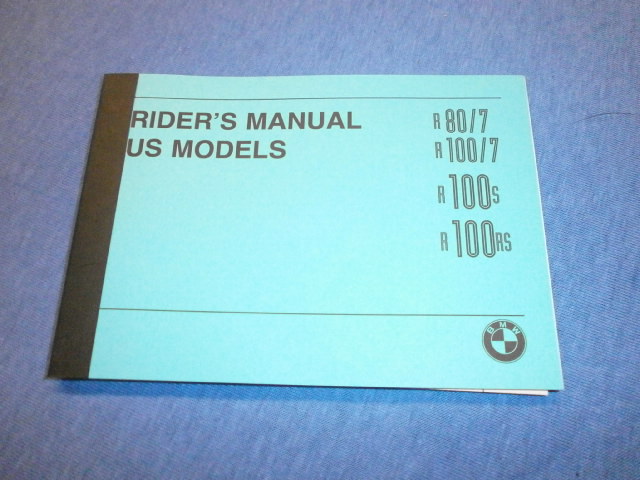 RIDER'S MANUAL
US MODELS
R 80/7
R 100/7
R 100S
R 100RS
BMW